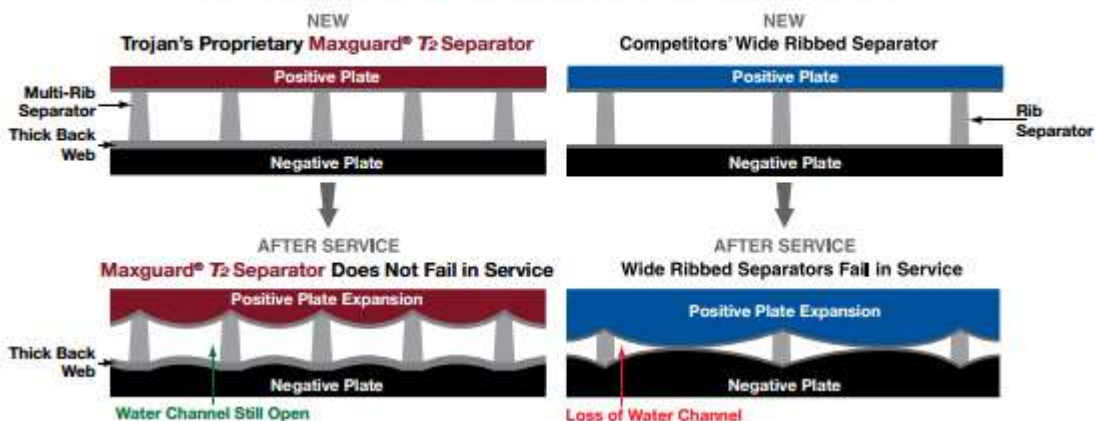 NEW
Trojan's Proprietary Maxguard® T2 Separator
Positive Plate
Multi-Rib
Separator
Thick Back
Web
Negative Plate
NEW
Competitors' Wide Ribbed Separator
Positive Plate
Rib
Separator
Negative Plate
AFTER SERVICE
Maxguard® T2 Separator Does Not Fail in Service
Positive Plate Expansion
Thick Back
Web
Negative Plate
Water Channel Still Open
AFTER SERVICE
Wide Ribbed Separators Fail in Service
Positive Plate Expansion
Negative Plate
Loss of Water Channel